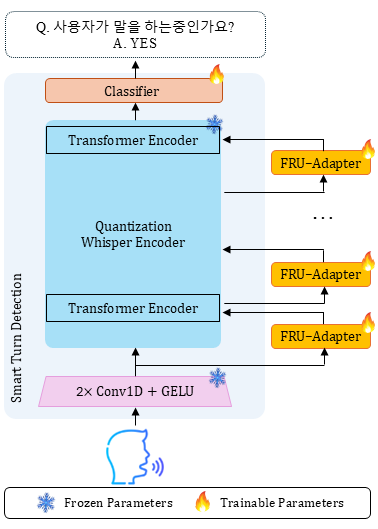 Q. 사용자가 말을 하는중인가요?
A. YES
Classifier
Transformer Encoder
FRU-Adapter
Quantization
Whisper Encoder
...
FRU-Adapter
Transformer Encoder
FRU-Adapter
Smart Turn Detection
2× Conv1D + GELU
Frozen Parameters
Trainable Parameters